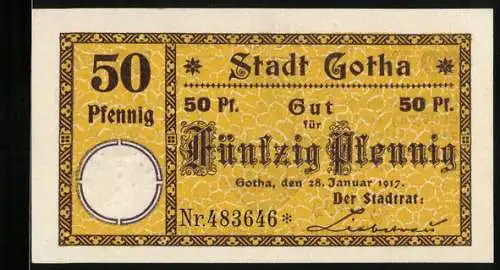 50
Pfennig
* Stadt Gotha *
50 Pf. Gut 50 Pf.
für
Fünfzig Pfennig
Gotha, den 28. Januar 1917.
Der Stadtrat:
Liebetrau
Nr.483646*